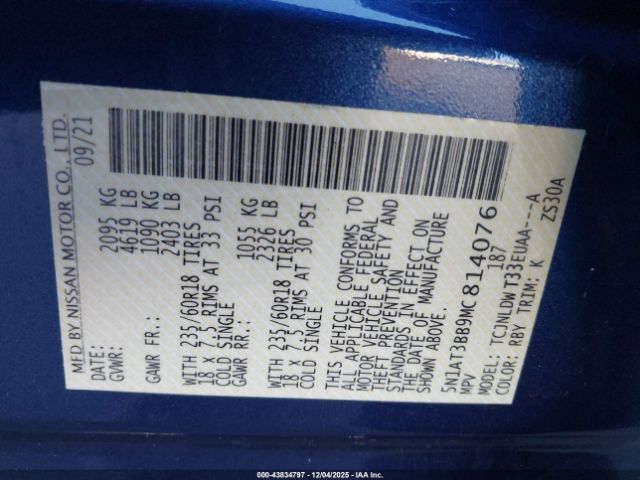 MFD BY NISSAN MOTOR CO., LTD.
DATE: 09/21
GVWR: 2095 KG
4619 LB
GAWR FR.: 1090 KG
2403 LB
WITH 235/60R18 TIRES
18 X 7.5 RIMS AT 33 PSI
COLD SINGLE
GAWR RR.: 1055 KG
2326 LB
WITH 235/60R18 TIRES
18 X 7.5 RIMS AT 30 PSI
COLD SINGLE
THIS VEHICLE CONFORMS TO
ALL APPLICABLE FEDERAL
MOTOR VEHICLE SAFETY AND
THEFT PREVENTION
STANDARDS IN EFFECT ON
THE DATE OF MANUFACTURE
SHOWN ABOVE.
5N1AT3BB9MC814076
MPV 187
MODEL: TCJNLDWT33EUAA---A
COLOR: RBY TRIM: K ZS30A
000-43834797 - 12/04/2025 - IAA Inc.